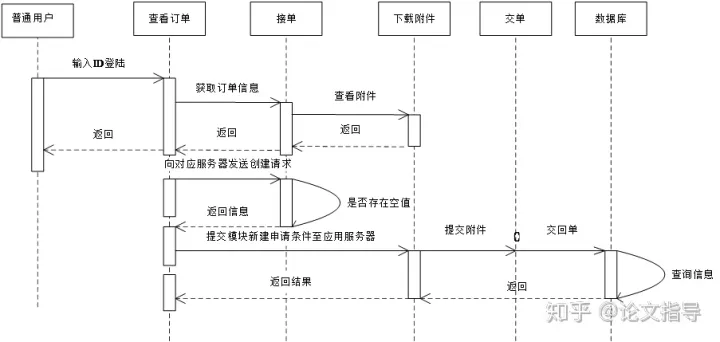 普通用户 查看订单 接单 下载附件 交单 数据库
输入ID登陆
获取订单信息
查看附件
返回 返回 返回
向对应服务器发送创建请求
是否存在空值
返回信息
提交模块新建申请条件至应用服务器 提交附件 交回单
查询信息
返回结果 返回
知乎 @论文指导